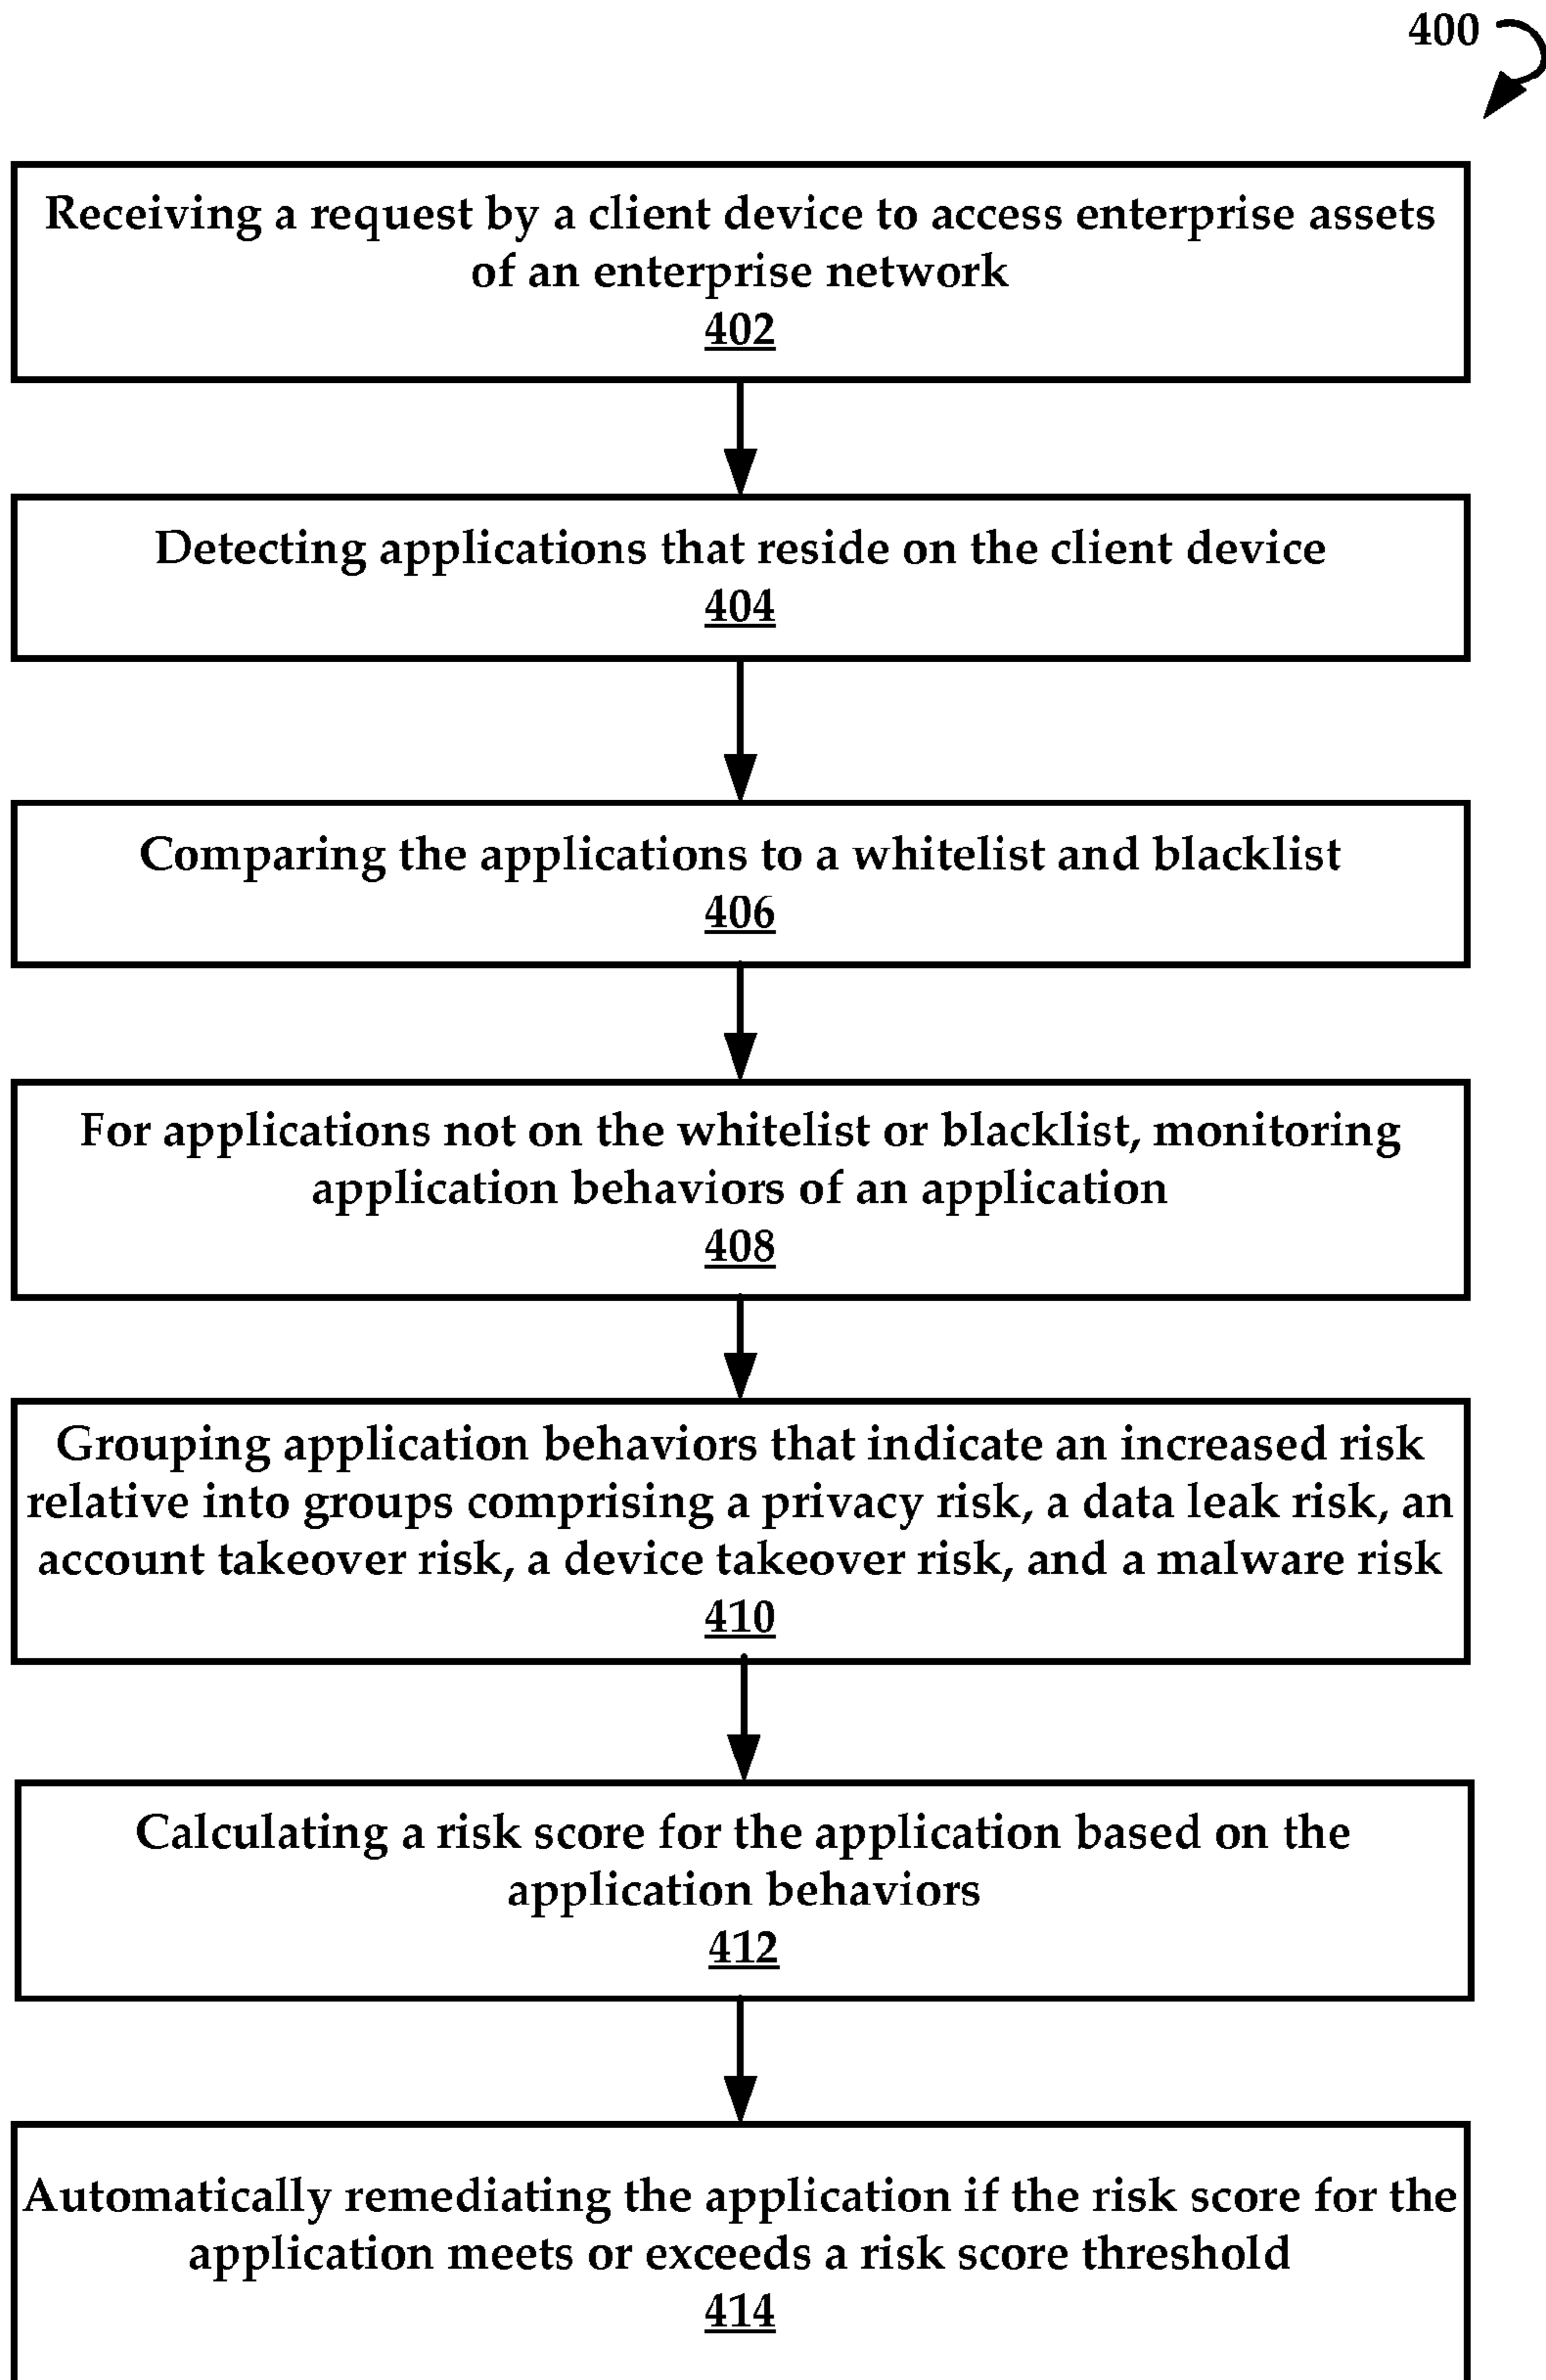 400
Receiving a request by a client device to access enterprise assets
of an enterprise network
402
Detecting applications that reside on the client device
404
Comparing the applications to a whitelist and blacklist
406
For applications not on the whitelist or blacklist, monitoring
application behaviors of an application
408
Grouping application behaviors that indicate an increased risk
relative into groups comprising a privacy risk, a data leak risk, an
account takeover risk, a device takeover risk, and a malware risk
410
Calculating a risk score for the application based on the
application behaviors
412
Automatically remediating the application if the risk score for the
application meets or exceeds a risk score threshold
414